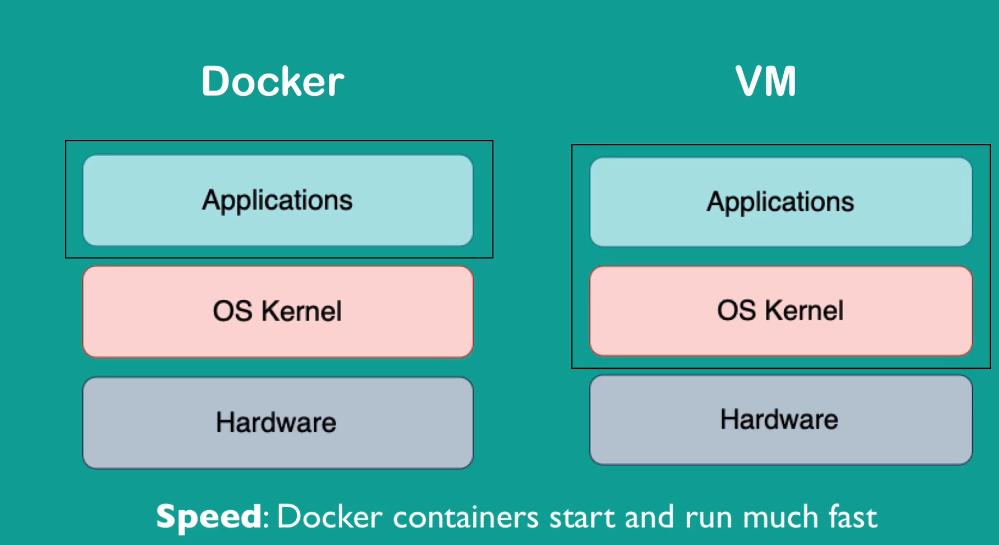 Docker
VM
Applications
Applications
OS Kernel
OS Kernel
Hardware
Hardware
Speed: Docker containers start and run much fast